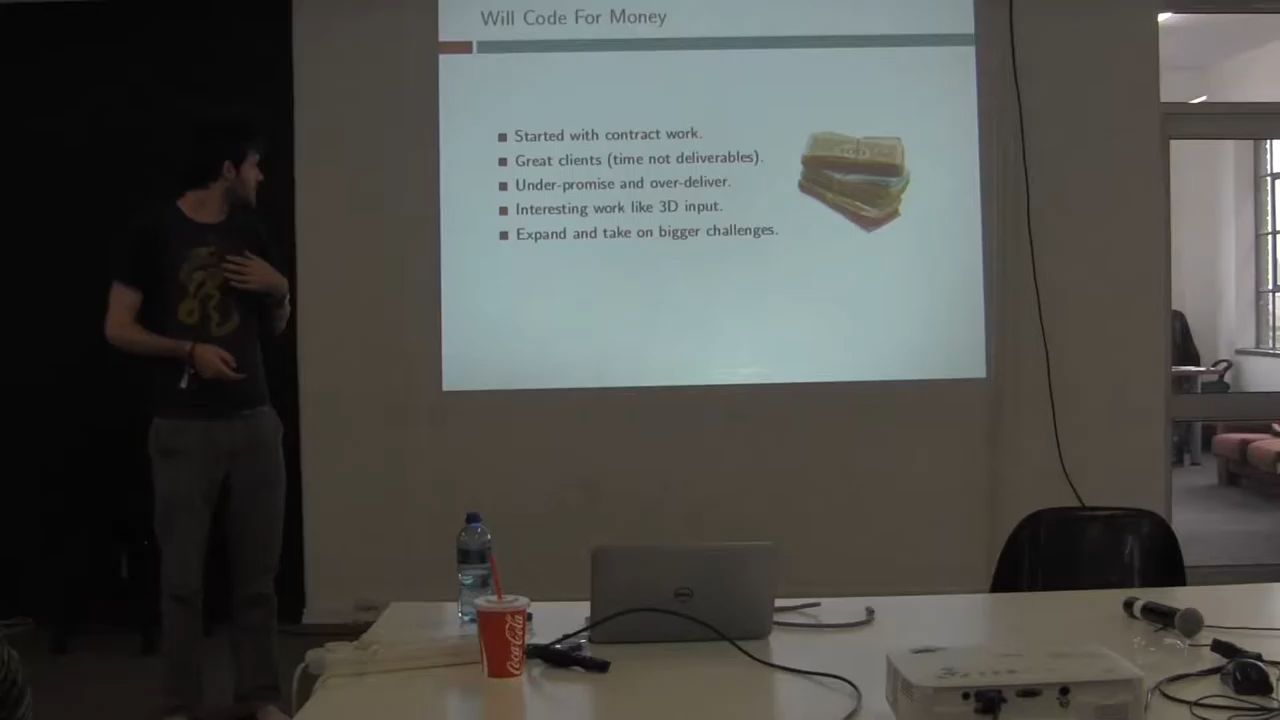 Will Code For Money
Started with contract work.
Great clients (time not deliverables).
Under-promise and over-deliver.
Interesting work like 3D input.
Expand and take on bigger challenges.
DELL
Coca-Cola